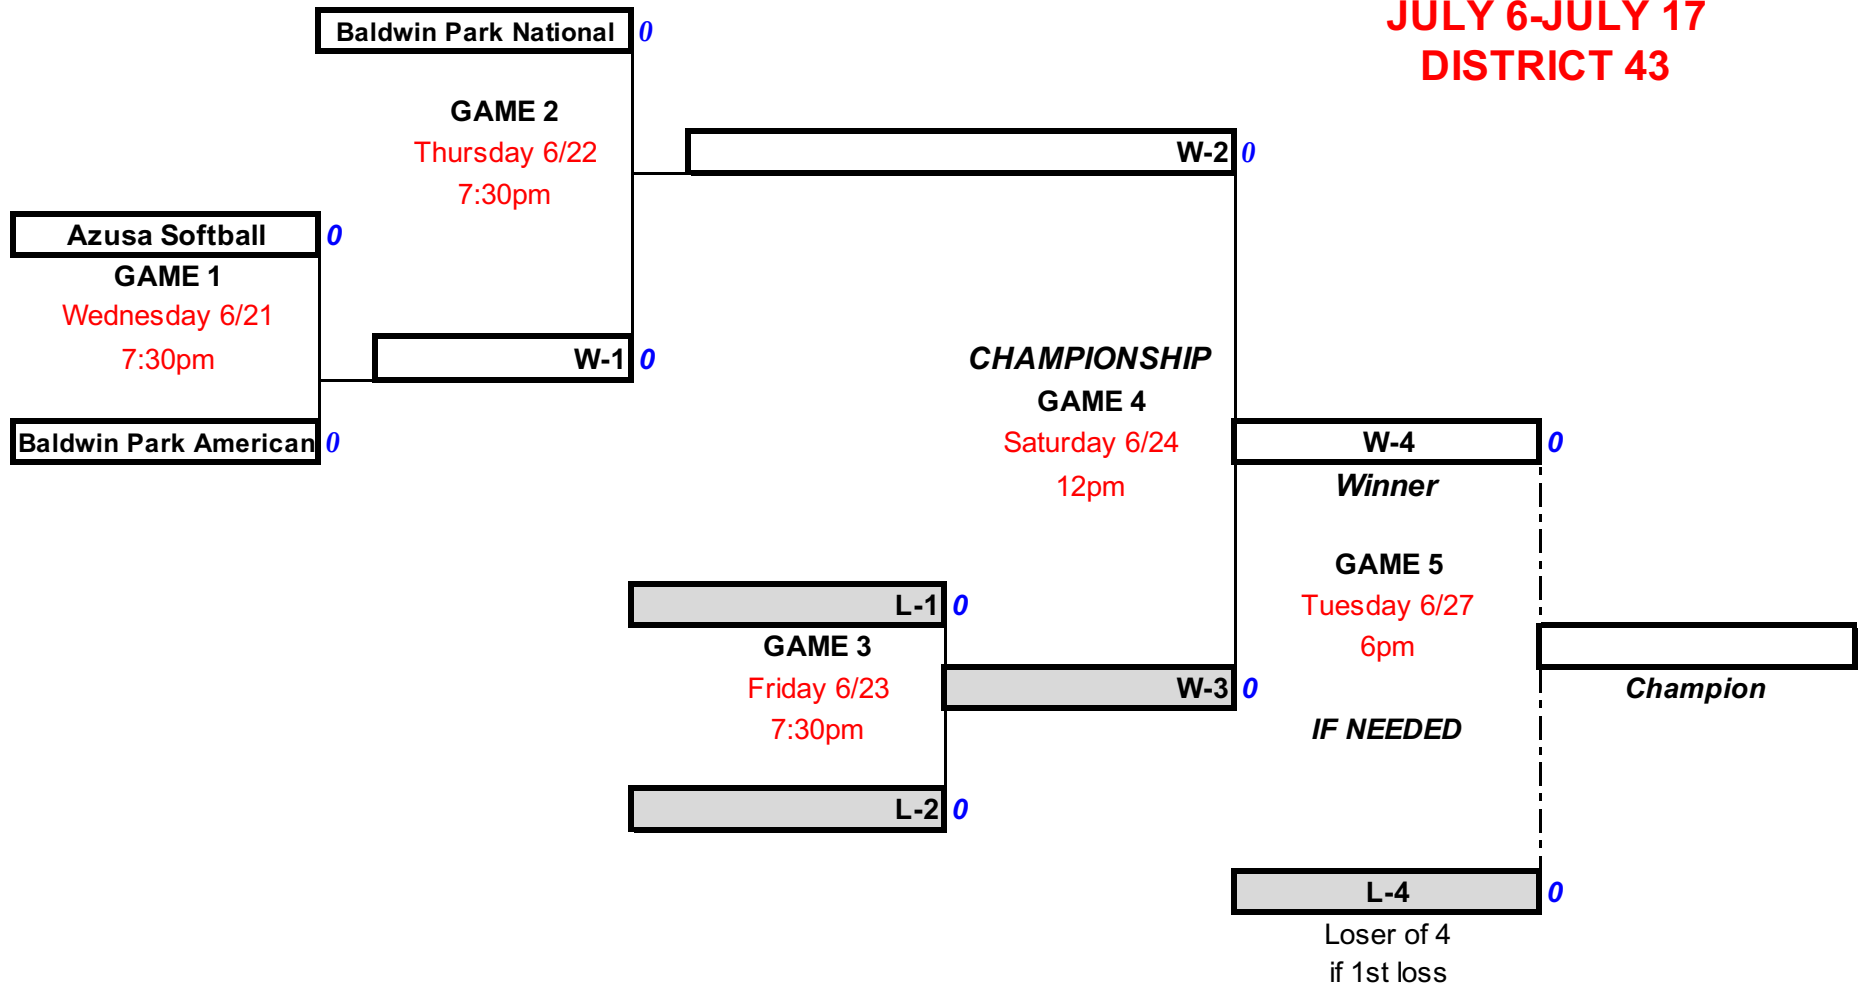 JULY 6-JULY 17
DISTRICT 43
Baldwin Park National 0
GAME 2
Thursday 6/22
7:30pm
W-2 0
Azusa Softball 0
GAME 1
Wednesday 6/21
7:30pm
W-1 0
Baldwin Park American 0
CHAMPIONSHIP
GAME 4
Saturday 6/24
12pm
W-4 0
Winner
GAME 5
Tuesday 6/27
6pm
IF NEEDED
L-1 0
GAME 3
Friday 6/23
7:30pm
W-3 0
L-2 0
Champion
L-4 0
Loser of 4
if 1st loss